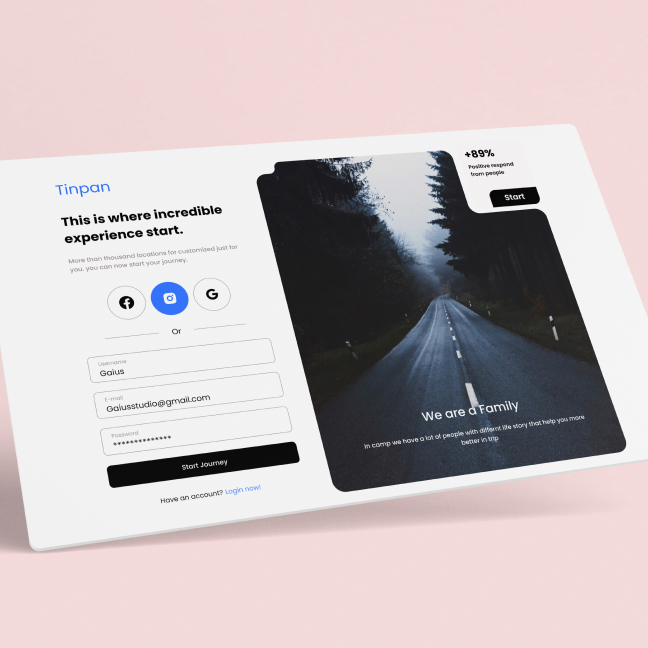 Tinpan
This is where incredible
experience start.
More than thousand locations for customized just for
you, you can now start your journey.
Or
Username
Gaius
E-mail
Gaiusstudio@gmail.com
Password
**************
Start Journey
Have an account? Login now!
+89%
Positive respond
from people
Start
We are a Family
In camp we have a lot of people with differnt life story that help you more
better in trip